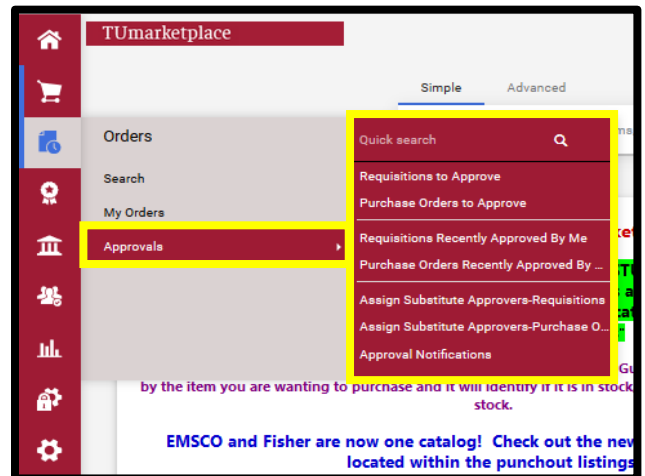 TUmarketplace
Simple Advanced
Orders
Search
My Orders
Approvals
Quick search
Requisitions to Approve
Purchase Orders to Approve
Requisitions Recently Approved By Me
Purchase Orders Recently Approved By ...
Assign Substitute Approvers-Requisitions
Assign Substitute Approvers-Purchase O...
Approval Notifications
by the item you are wanting to purchase and it will identify if it is in stock
stock.
EMSCO and Fisher are now one catalog! Check out the new
located within the punchout listings